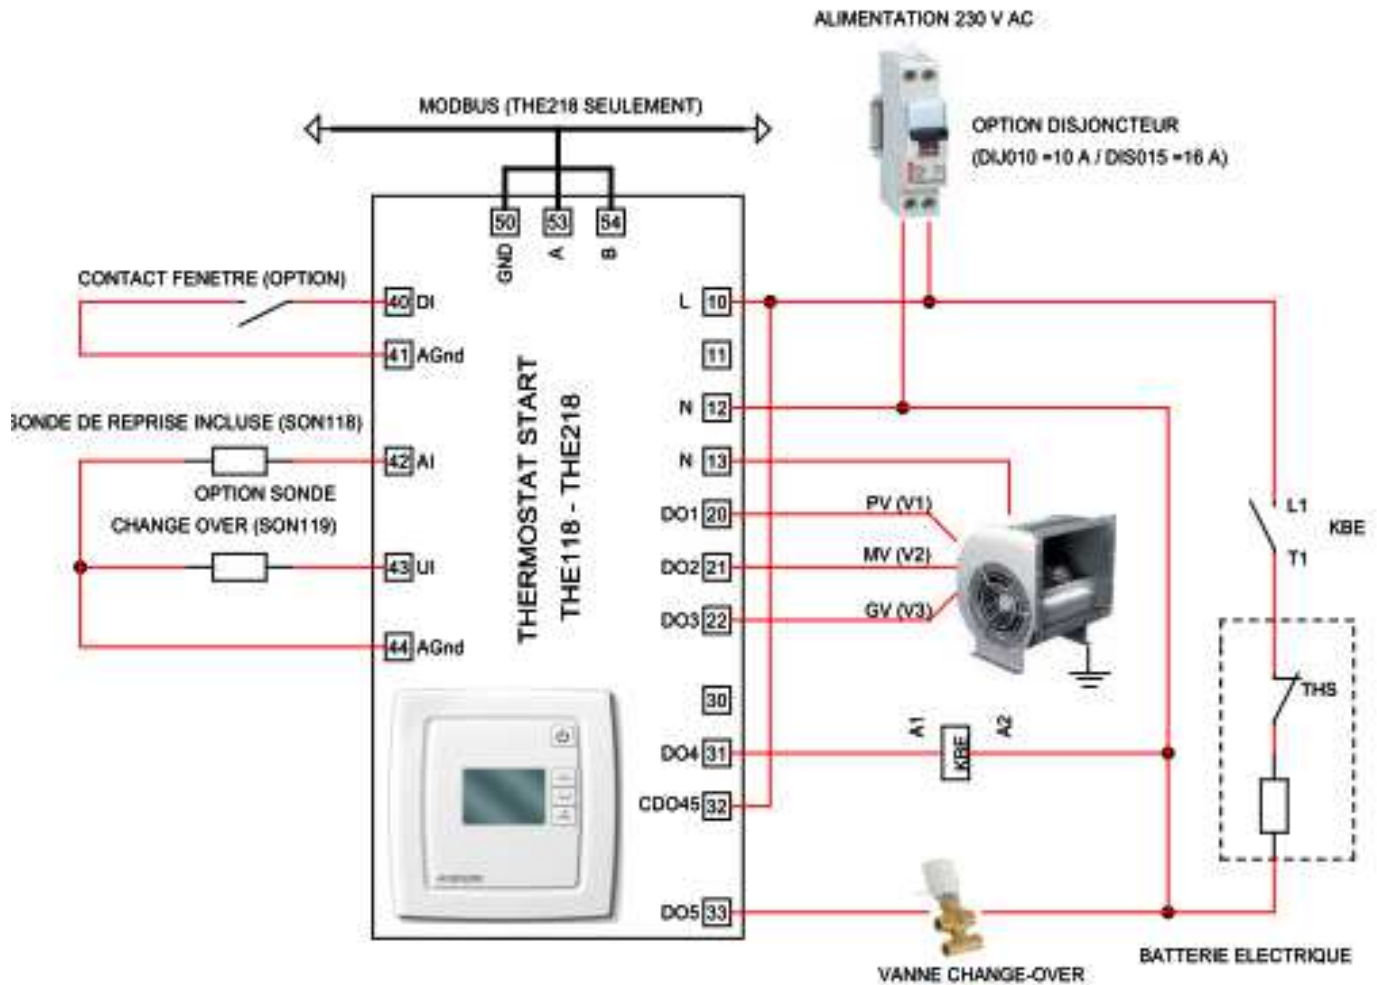 ALIMENTATION 230 V AC
MODBUS (THE218 SEULEMENT)
OPTION DISJONCTEUR
(DIJ010 =10 A / DIS015 =16 A)
50
53
54
GND
A
B
CONTACT FENETRE (OPTION)
40 DI
41 AGnd
SONDE DE REPRISE INCLUSE (SON118)
42 AI
OPTION SONDE
CHANGE OVER (SON119)
43 UI
44 AGnd
THERMOSTAT START
THE118 - THE218
L 10
11
N 12
N 13
DO1 20
PV (V1)
DO2 21
MV (V2)
DO3 22
GV (V3)
30
DO4 31
A1
KBE
A2
CDO45 32
DO5 33
L1
KBE
T1
THS
BATTERIE ELECTRIQUE
VANNE CHANGE-OVER